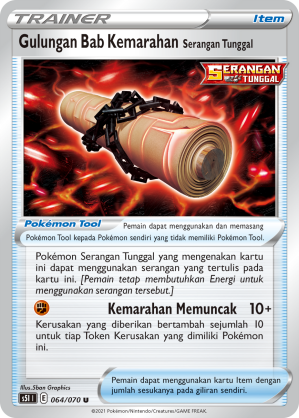 TRAINER Item
Gulungan Bab Kemarahan Serangan Tunggal
SERANGAN
TUNGGAL
Pokémon Tool Pemain dapat menggunakan dan memasang
Pokémon Tool kepada Pokémon sendiri yang tidak memiliki Pokémon Tool.
Pokémon Serangan Tunggal yang mengenakan kartu
ini dapat menggunakan serangan yang tertulis pada
kartu ini. [Pemain tetap membutuhkan Energi untuk
menggunakan serangan tersebut.]
Kemarahan Memuncak 10+
Kerusakan yang diberikan bertambah sejumlah 10
untuk tiap Token Kerusakan yang dimiliki Pokémon
ini.
Illus.5ban Graphics
s5I I E 064/070 U
Pemain dapat menggunakan kartu Item dengan
jumlah sesukanya pada giliran sendiri.
©2021 Pokémon/Nintendo/Creatures/GAME FREAK.